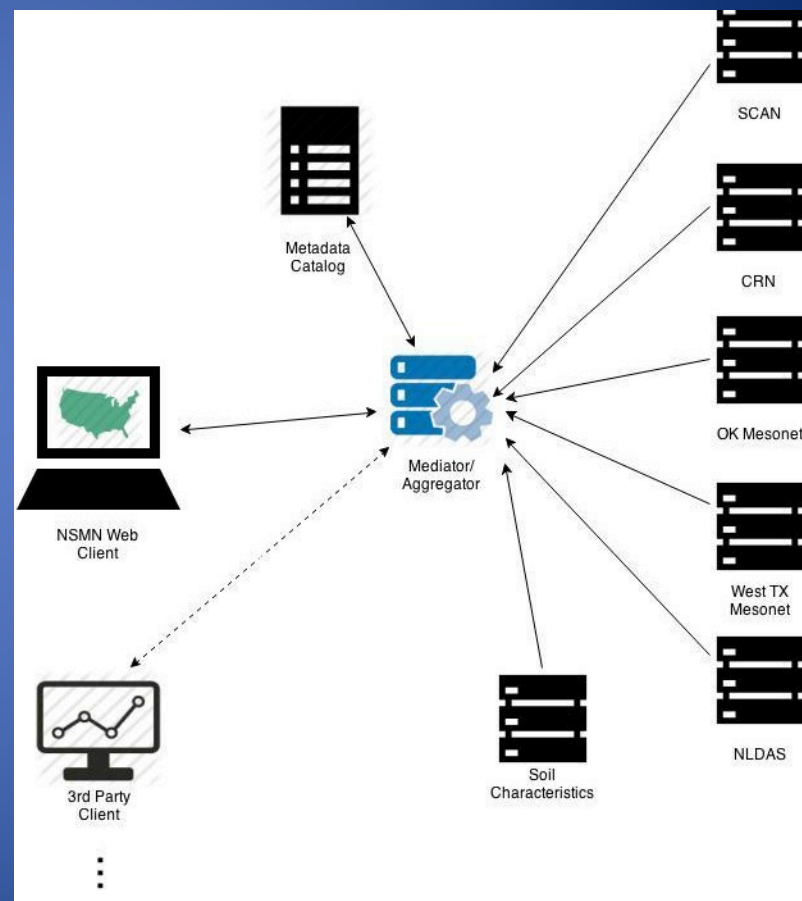 SCAN
Metadata
Catalog
CRN
OK Mesonet
Mediator/
Aggregator
NSMN Web
Client
West TX
Mesonet
NLDAS
Soil
Characteristics
3rd Party
Client